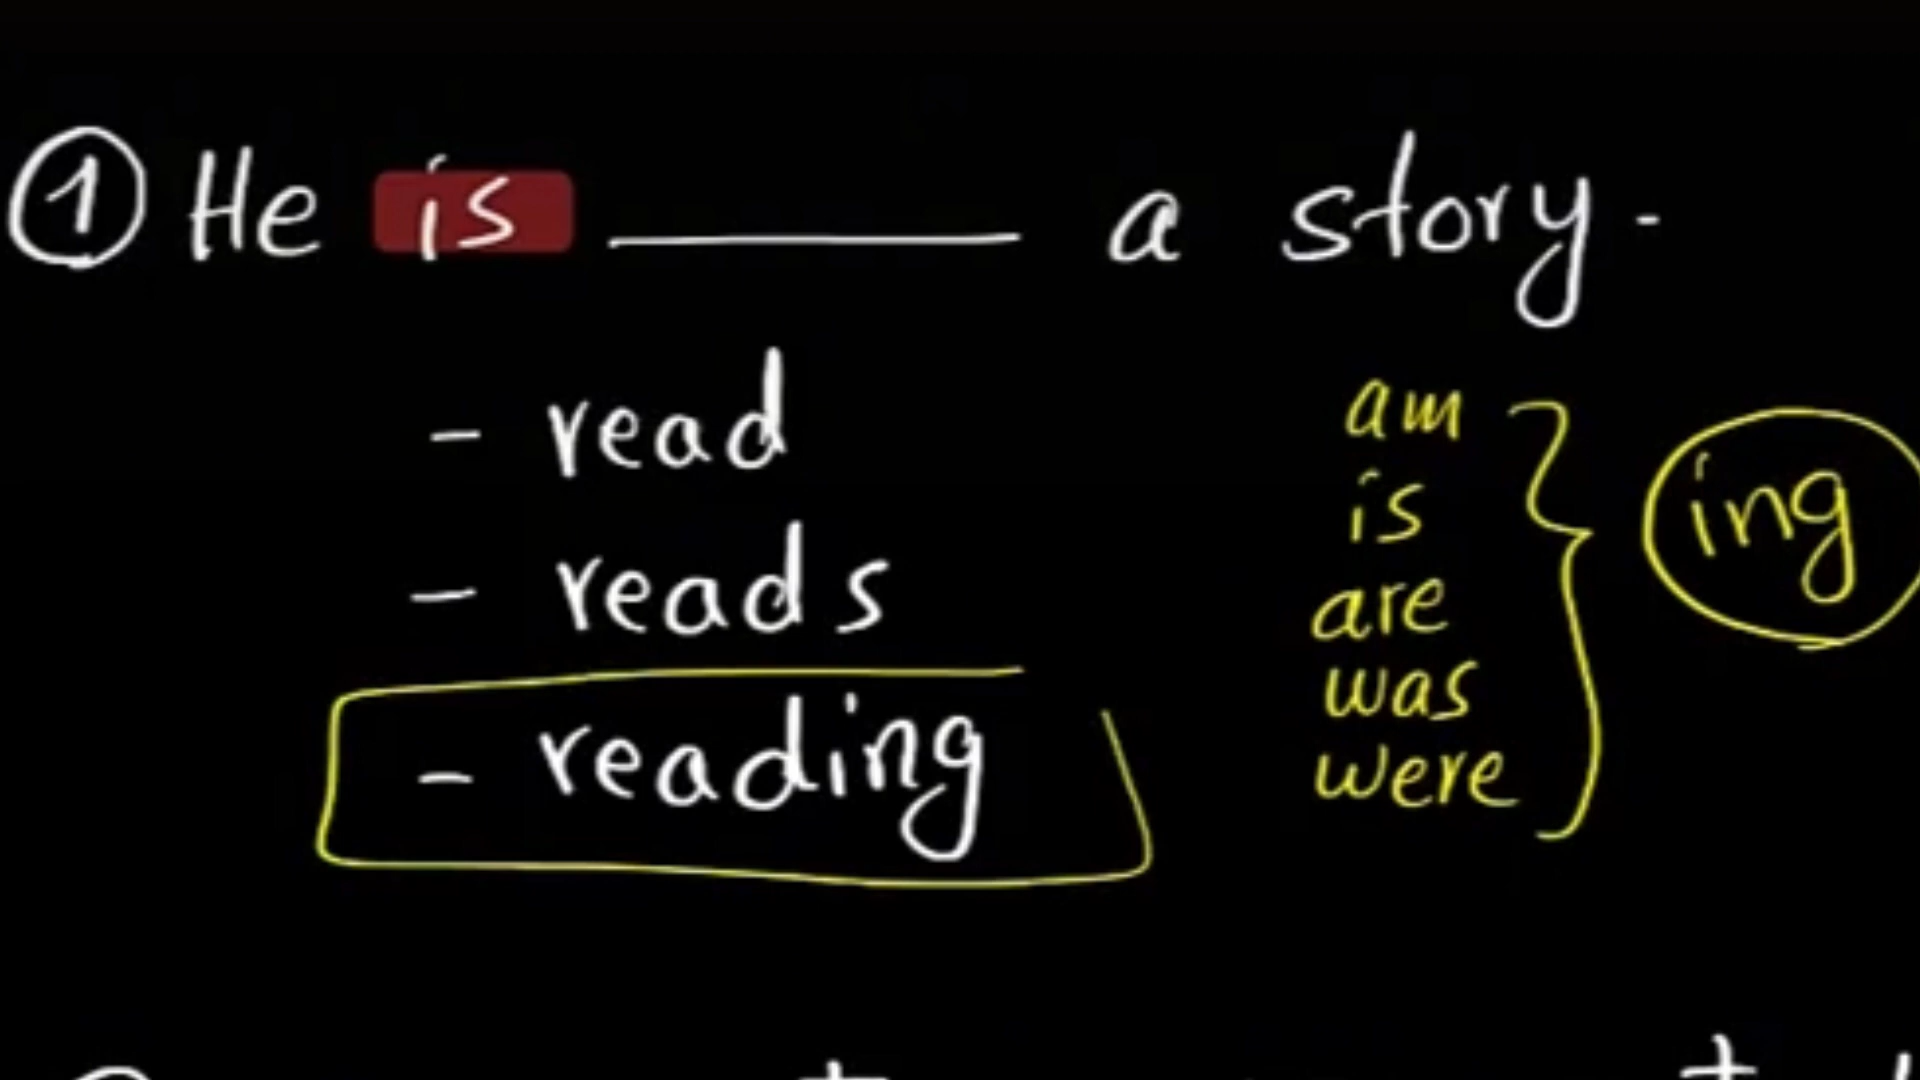 ① He is ______ a story.
- read
- reads
- reading
am
is
are
was
were
ing